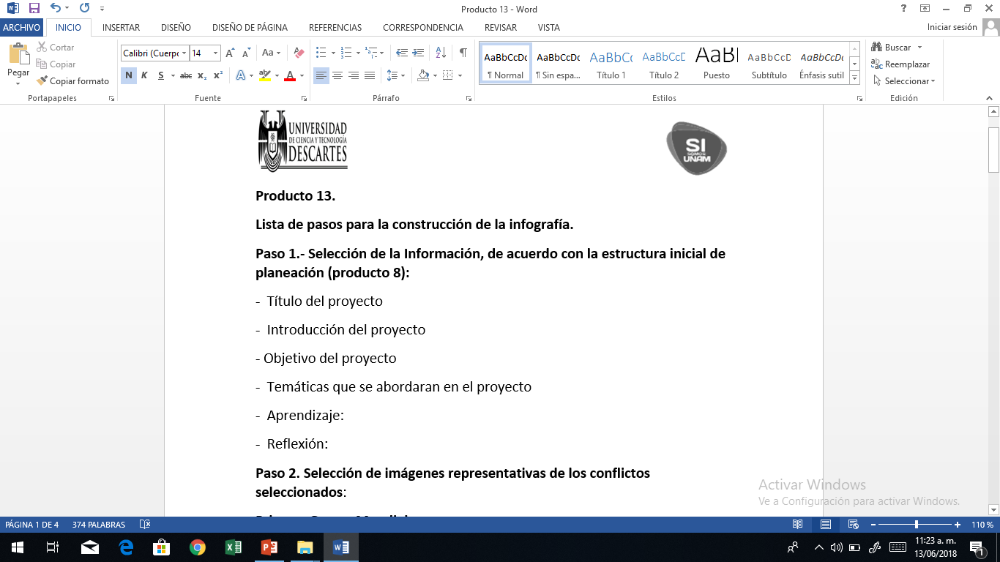 Producto 13 - Word
ARCHIVO INICIO INSERTAR DISEÑO DISEÑO DE PÁGINA REFERENCIAS CORRESPONDENCIA REVISAR VISTA Iniciar sesión
Pegar
Cortar
Copiar
Copiar formato
Portapapeles
Calibri (Cuerpo 14
N K S abc x₂ x²
Fuente
Párrafo
AaBbCcDc AaBbCcDc AaBbCc AaBbCcD AaBl AaBbCcD AaBbCcDc
¶ Normal ¶ Sin espa... Título 1 Título 2 Puesto Subtítulo Énfasis sutil
Estilos
Buscar
Reemplazar
Seleccionar
Edición
UNIVERSIDAD
DE CIENCIA Y TECNOLOGÍA
DESCARTES
SI
SOMOS
UNAM
Producto 13.
Lista de pasos para la construcción de la infografía.
Paso 1.- Selección de la Información, de acuerdo con la estructura inicial de
planeación (producto 8):
- Título del proyecto
- Introducción del proyecto
- Objetivo del proyecto
- Temáticas que se abordaran en el proyecto
- Aprendizaje:
- Reflexión:
Paso 2. Selección de imágenes representativas de los conflictos
seleccionados:
Activar Windows
Ve a Configuración para activar Windows.
PÁGINA 1 DE 4 374 PALABRAS 110 %
11:23 a. m.
13/06/2018